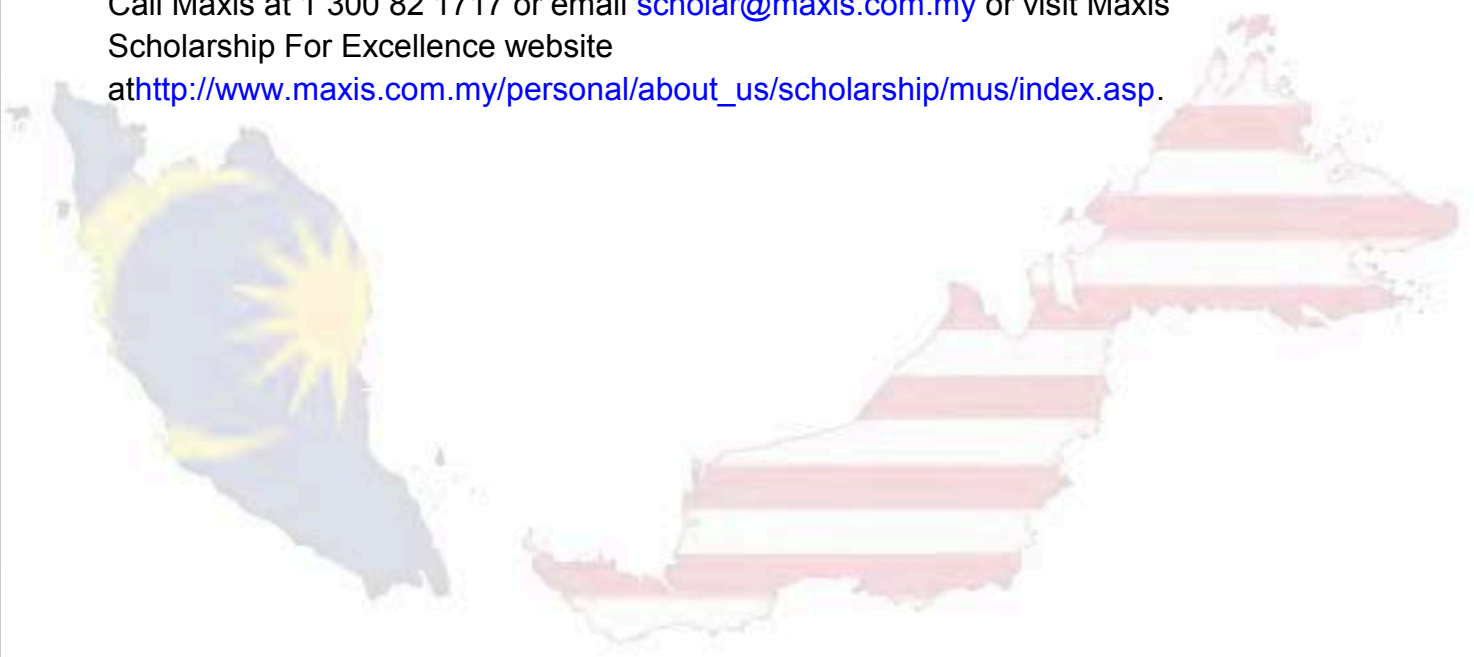 Call Maxis at 1 300 82 1717 or email scholar@maxis.com.my or visit Maxis
Scholarship For Excellence website
athttp://www.maxis.com.my/personal/about_us/scholarship/mus/index.asp.